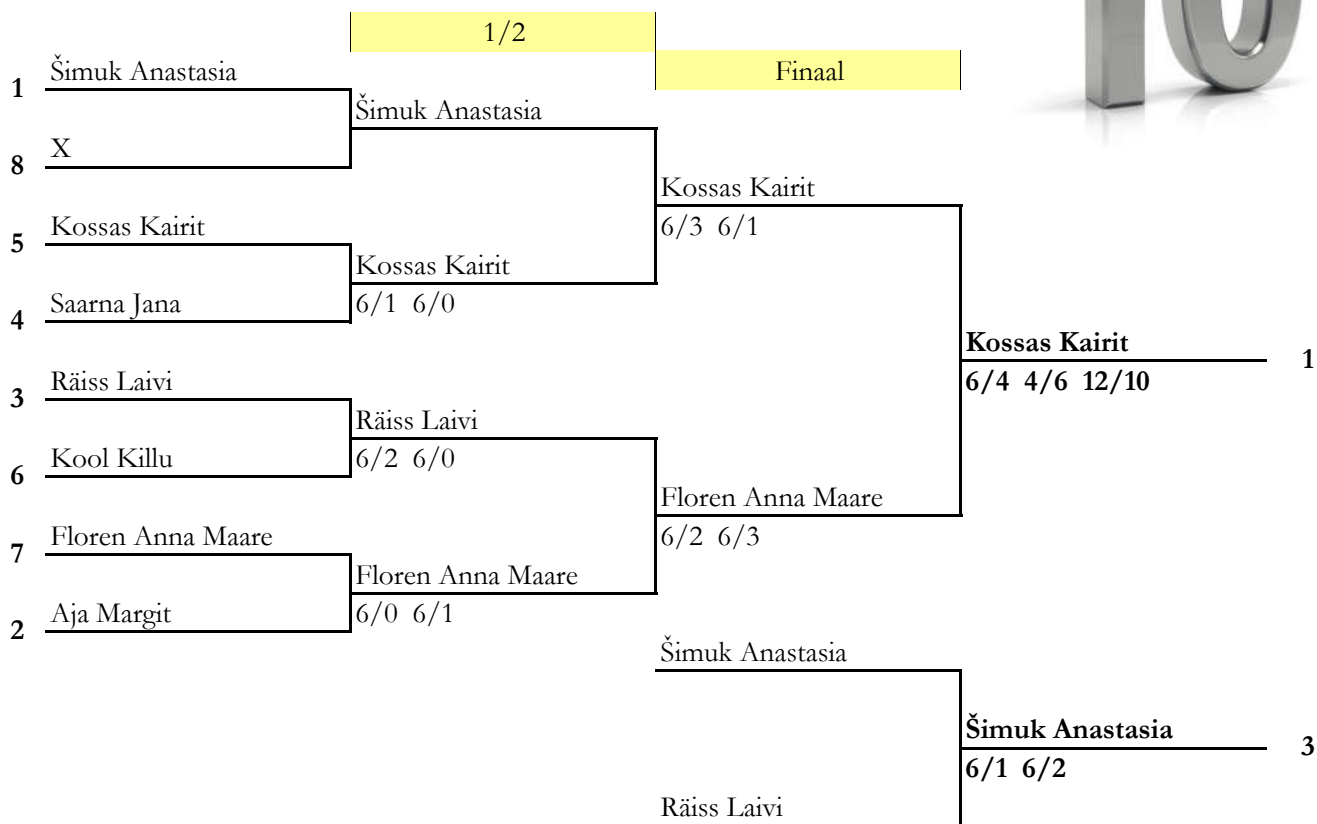 10
1/2
Šimuk Anastasia
Finaal
1
Šimuk Anastasia
X
8
Kossas Kairit
Kossas Kairit
6/3 6/1
5
Kossas Kairit
Saarna Jana
6/1 6/0
4
Kossas Kairit
1
Räiss Laivi
6/4 4/6 12/10
3
Räiss Laivi
Kool Killu
6/2 6/0
6
Floren Anna Maare
Floren Anna Maare
6/2 6/3
7
Floren Anna Maare
Aja Margit
6/0 6/1
2
Šimuk Anastasia
Šimuk Anastasia
3
6/1 6/2
Räiss Laivi